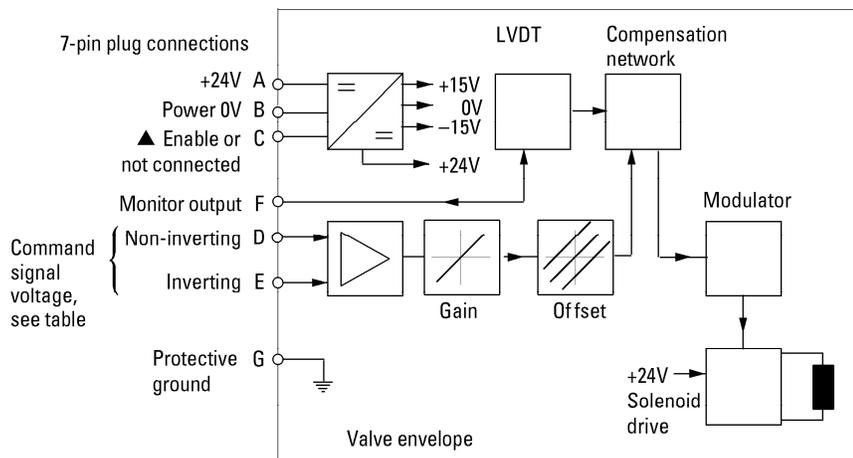 7-pin plug connections
LVDT
Compensation
network
+24V A
Power 0V B
▲ Enable or C
not connected
+15V
0V
–15V
+24V
Monitor output F
Modulator
Command
signal
voltage,
see table
Non-inverting D
Inverting E
Gain
Offset
Protective G
ground
+24V
Solenoid
drive
Valve envelope